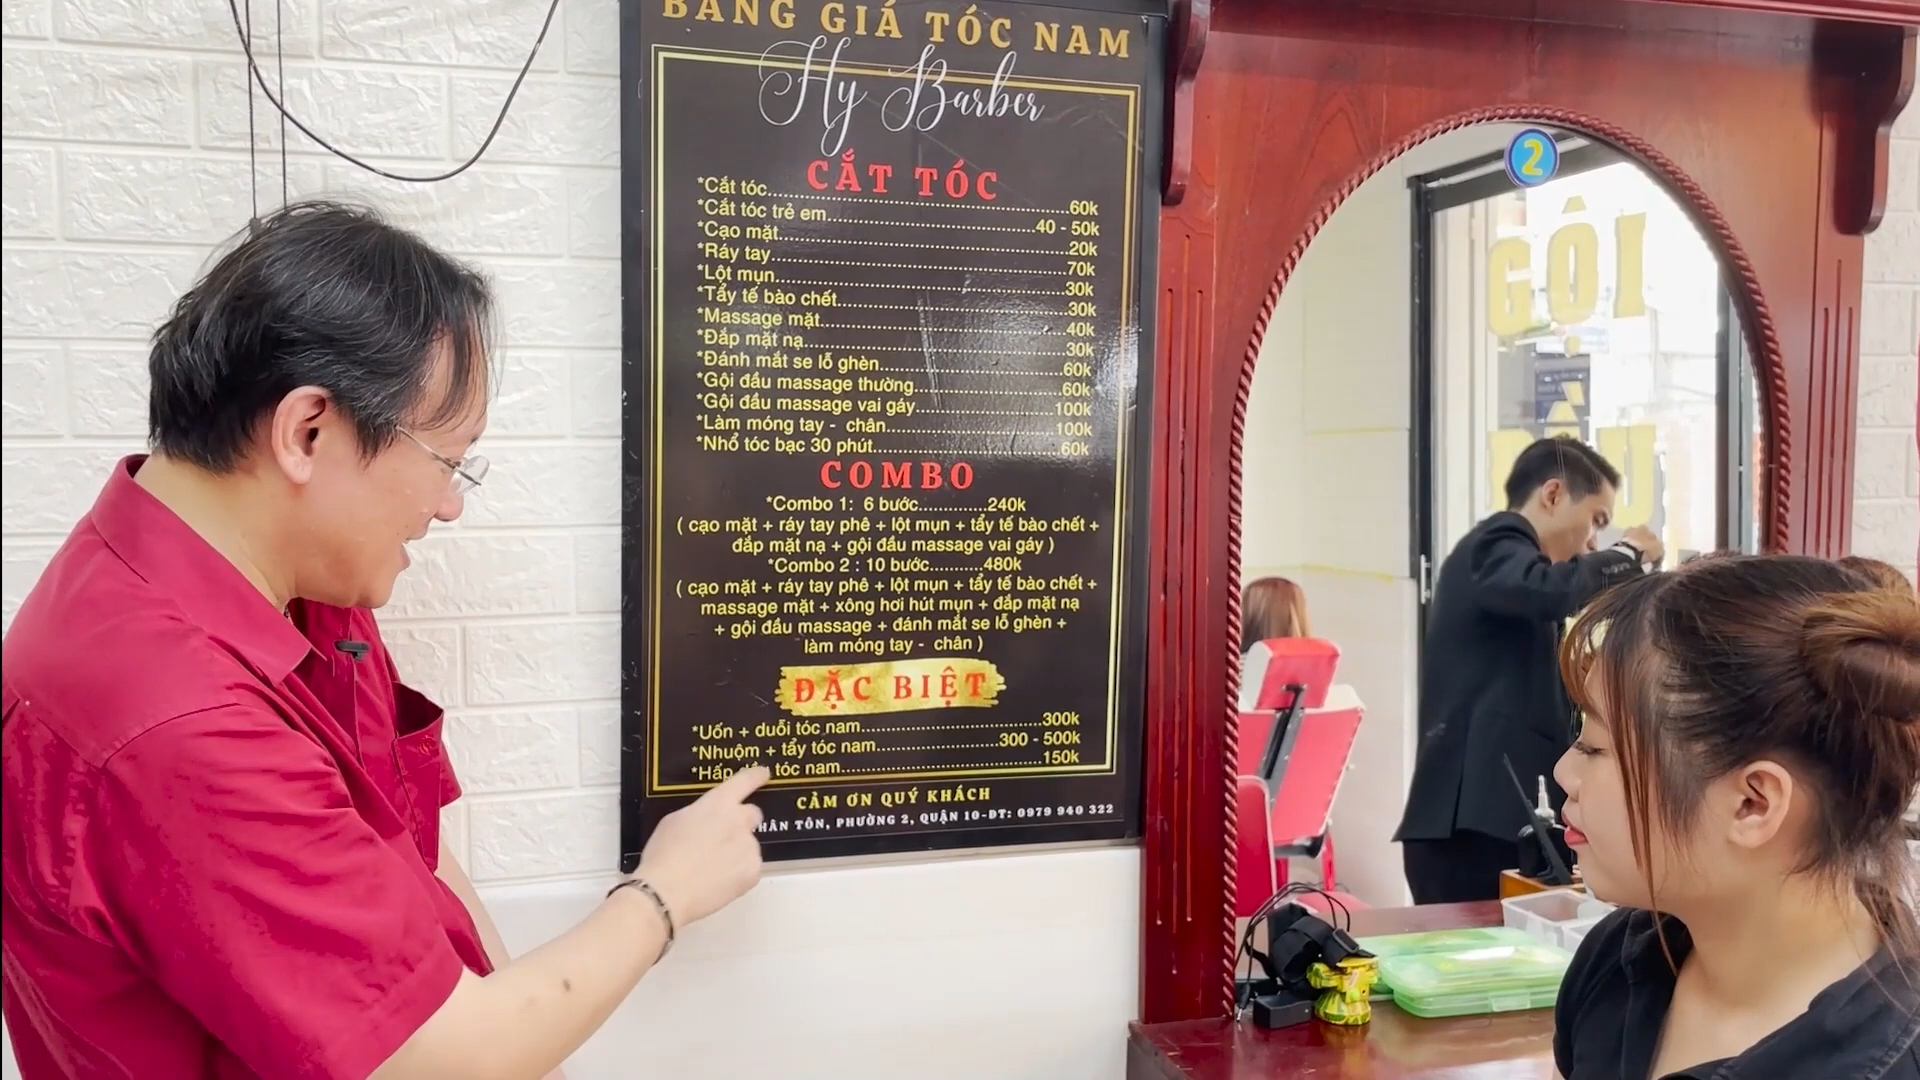 BẢNG GIÁ TÓC NAM
Hy Barber
CẮT TÓC
*Cắt tóc........................................................60k
*Cắt tóc trẻ em......................................40 - 50k
*Cạo mặt......................................................20k
*Ráy tay.......................................................70k
*Lột mụn......................................................30k
*Tẩy tế bào chết...........................................30k
*Massage mặt..............................................40k
*Đắp mặt nạ.................................................30k
*Đánh mắt se lỗ ghèn...................................60k
*Gội đầu massage thường............................60k
*Gội đầu massage vai gáy..........................100k
*Làm móng tay - chân................................100k
*Nhổ tóc bạc 30 phút...................................60k
COMBO
*Combo 1: 6 bước.............240k
( cạo mặt + ráy tay phê + lột mụn + tẩy tế bào chết +
đắp mặt nạ + gội đầu massage vai gáy )
*Combo 2 : 10 bước..........480k
( cạo mặt + ráy tay phê + lột mụn + tẩy tế bào chết +
massage mặt + xông hơi hút mụn + đắp mặt nạ
+ gội đầu massage + đánh mắt se lỗ ghèn +
làm móng tay - chân )
ĐẶC BIỆT
*Uốn + duỗi tóc nam..................................300k
*Nhuộm + tẩy tóc nam.......................300 - 500k
*Hấp tóc nam.......................................150k
CẢM ƠN QUÝ KHÁCH
TÔN, PHƯỜNG 2, QUẬN 10-ĐT: 0979 940 322
2
GỘI